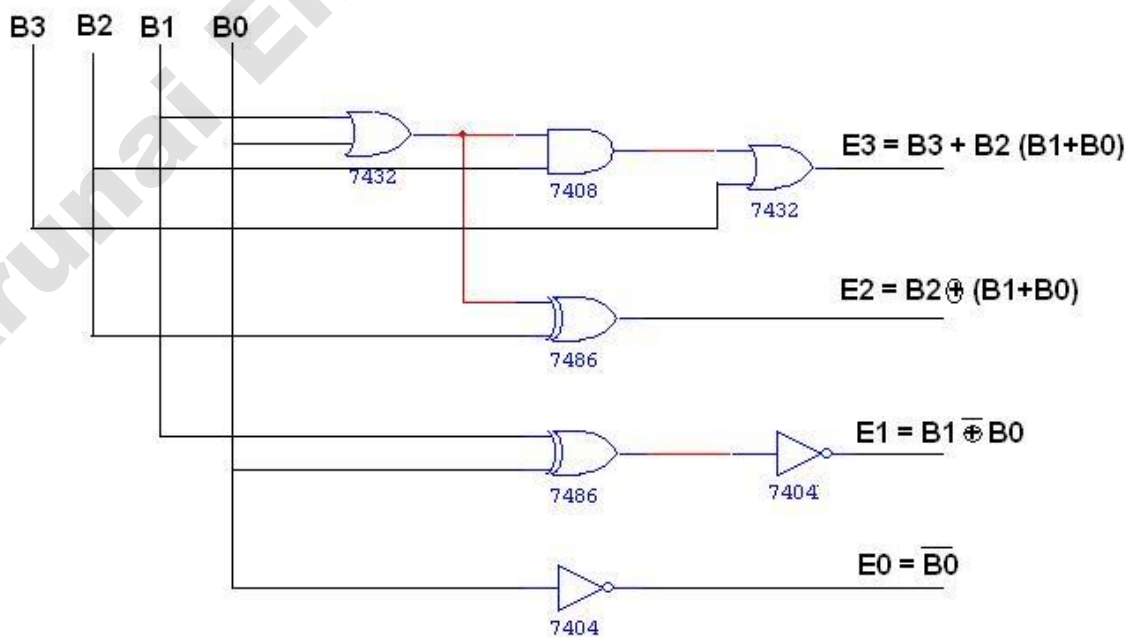 B3 B2 B1 B0
7432
7408
7432
E3 = B3 + B2 (B1+B0)
E2 = B2 ⊕ (B1+B0)
7486
E1 = B1 ⊕̅ B0
7486
7404
E0 = B̅0̅
7404